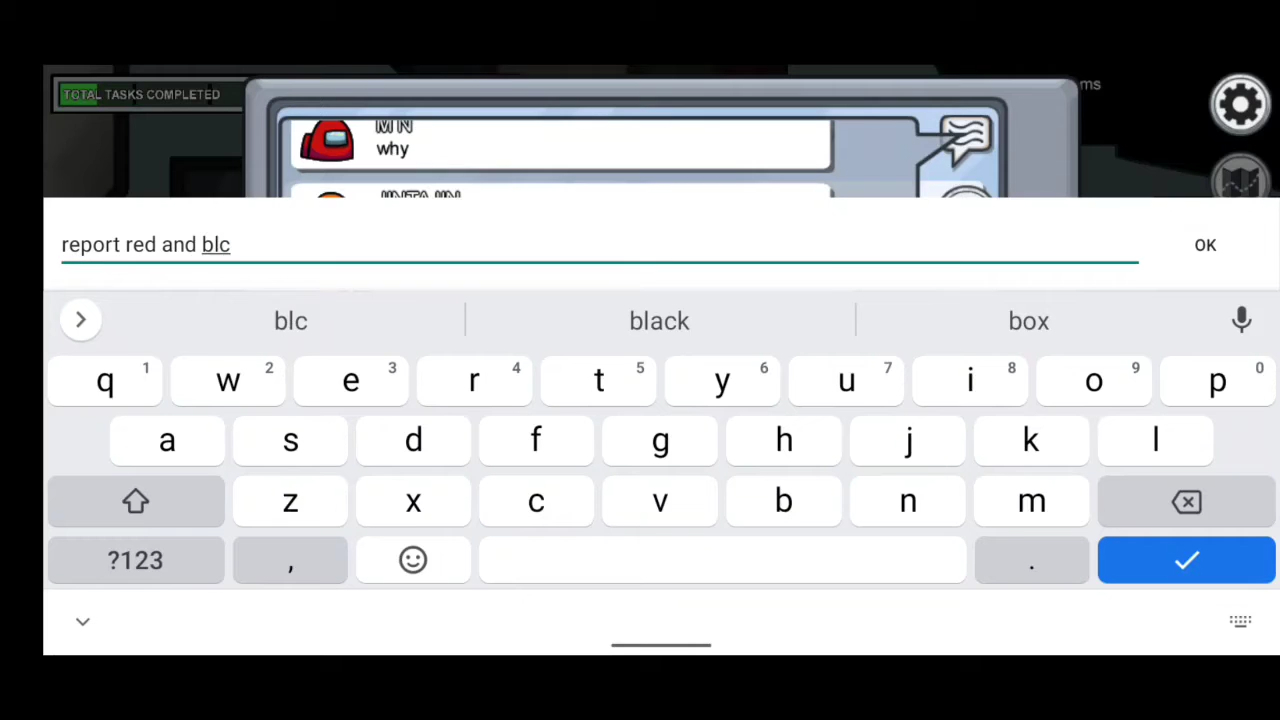 TOTAL TASKS COMPLETED
ms
M N
why
report red and blc
OK
blc black box
q 1 w 2 e 3 r 4 t 5 y 6 u 7 i 8 o 9 p 0
a s d f g h j k l
z x c v b n m
?123 , .